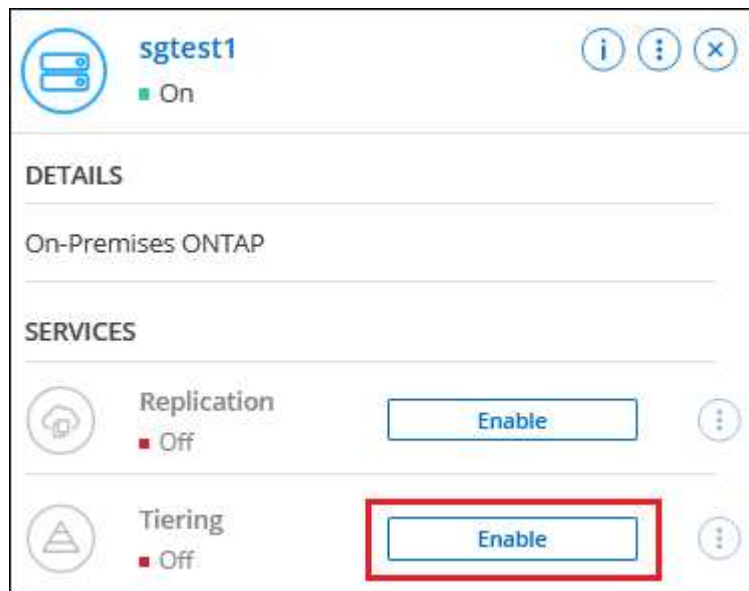 sgtest1
On
DETAILS
On-Premises ONTAP
SERVICES
Replication
Enable
Off
Tiering
Enable
Off